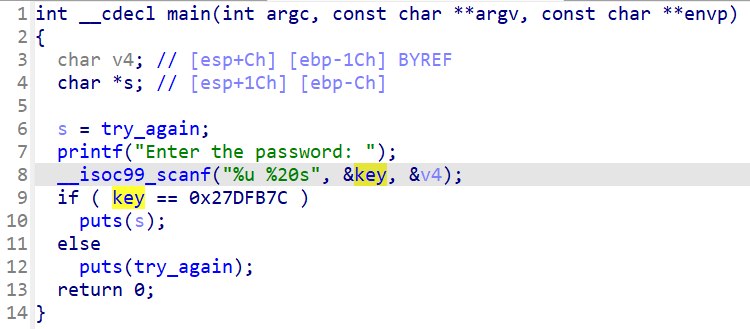 1 int __cdecl main(int argc, const char **argv, const char **envp)
2 {
3 char v4; // [esp+Ch] [ebp-1Ch] BYREF
4 char *s; // [esp+1Ch] [ebp-Ch]
5
6 s = try_again;
7 printf("Enter the password: ");
8 __isoc99_scanf("%u %20s", &key, &v4);
9 if ( key == 0x27DFB7C )
10 puts(s);
11 else
12 puts(try_again);
13 return 0;
14 }